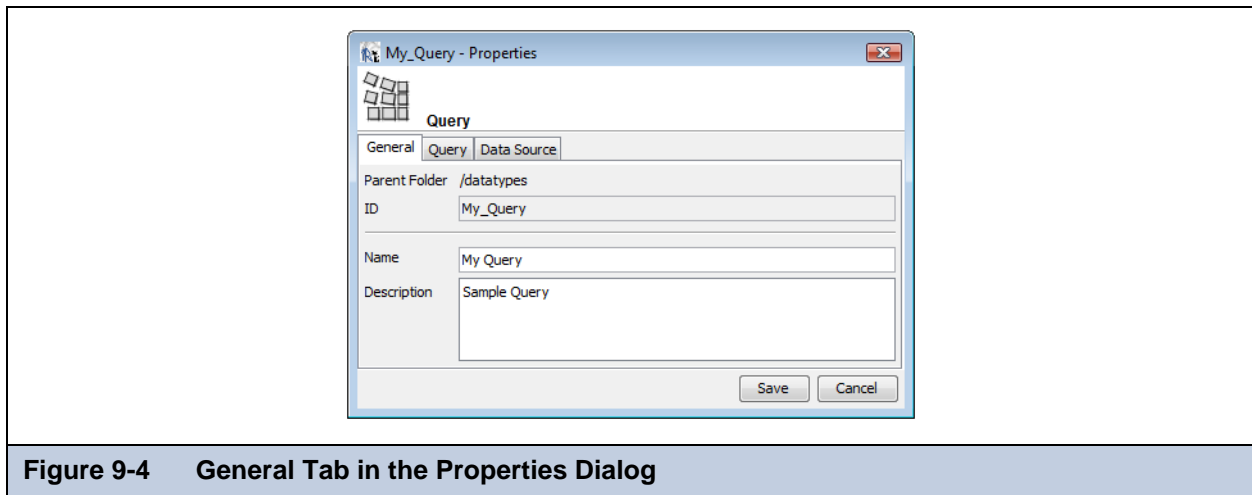 My_Query - Properties
Query
General Query Data Source
Parent Folder /datatypes
ID My_Query
Name My Query
Description Sample Query
Save Cancel
Figure 9-4 General Tab in the Properties Dialog